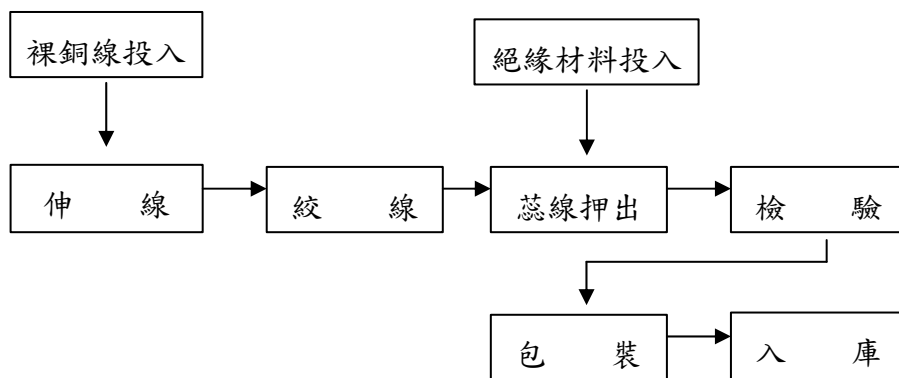 裸銅線投入
絕緣材料投入
伸 線
絞 線
蕊線押出
檢 驗
包 裝
入 庫